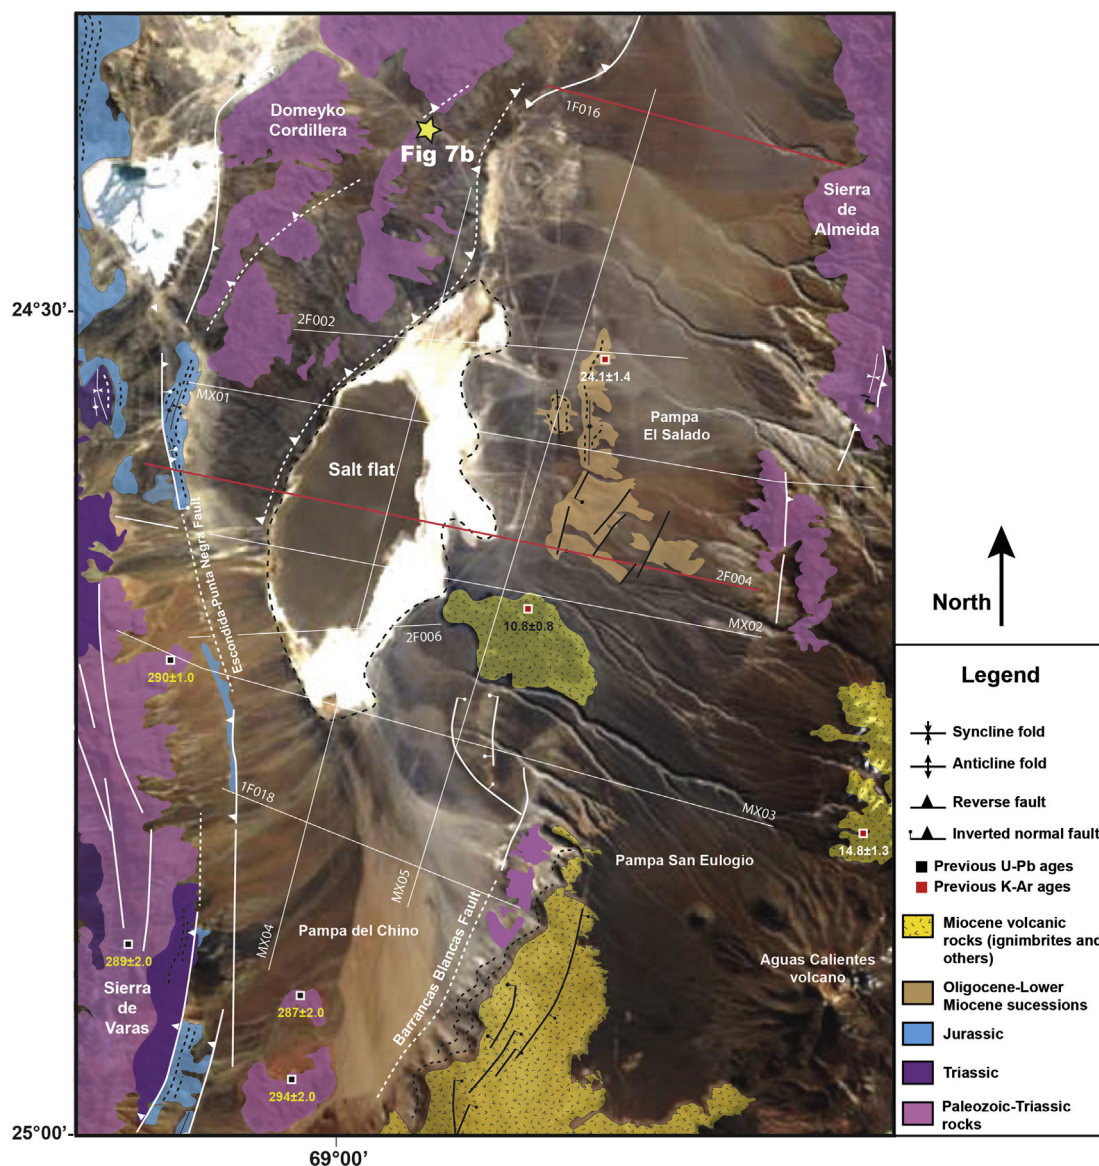 Domeyko
Cordillera
Fig 7b
1F016
Sierra
de
Almeida
24°30'
2F002
24.1±1.4
MX01
Pampa
El Salado
Salt flat
Escondida-Punta Negra Fault
2F004
North
10.8±0.8
MX02
2F006
290±1.0
1F018
MX03
14.8±1.3
Pampa San Eulogio
MX05
Barrancas Blancas Fault
Pampa del Chino
MX04
Aguas Calientes
volcano
289±2.0
Sierra
de
Varas
287±2.0
294±2.0
25°00'
69°00'
Legend
Syncline fold
Anticline fold
Reverse fault
Inverted normal fault
Previous U-Pb ages
Previous K-Ar ages
Miocene volcanic
rocks (ignimbrites and
others)
Oligocene-Lower
Miocene sucessions
Jurassic
Triassic
Paleozoic-Triassic
rocks